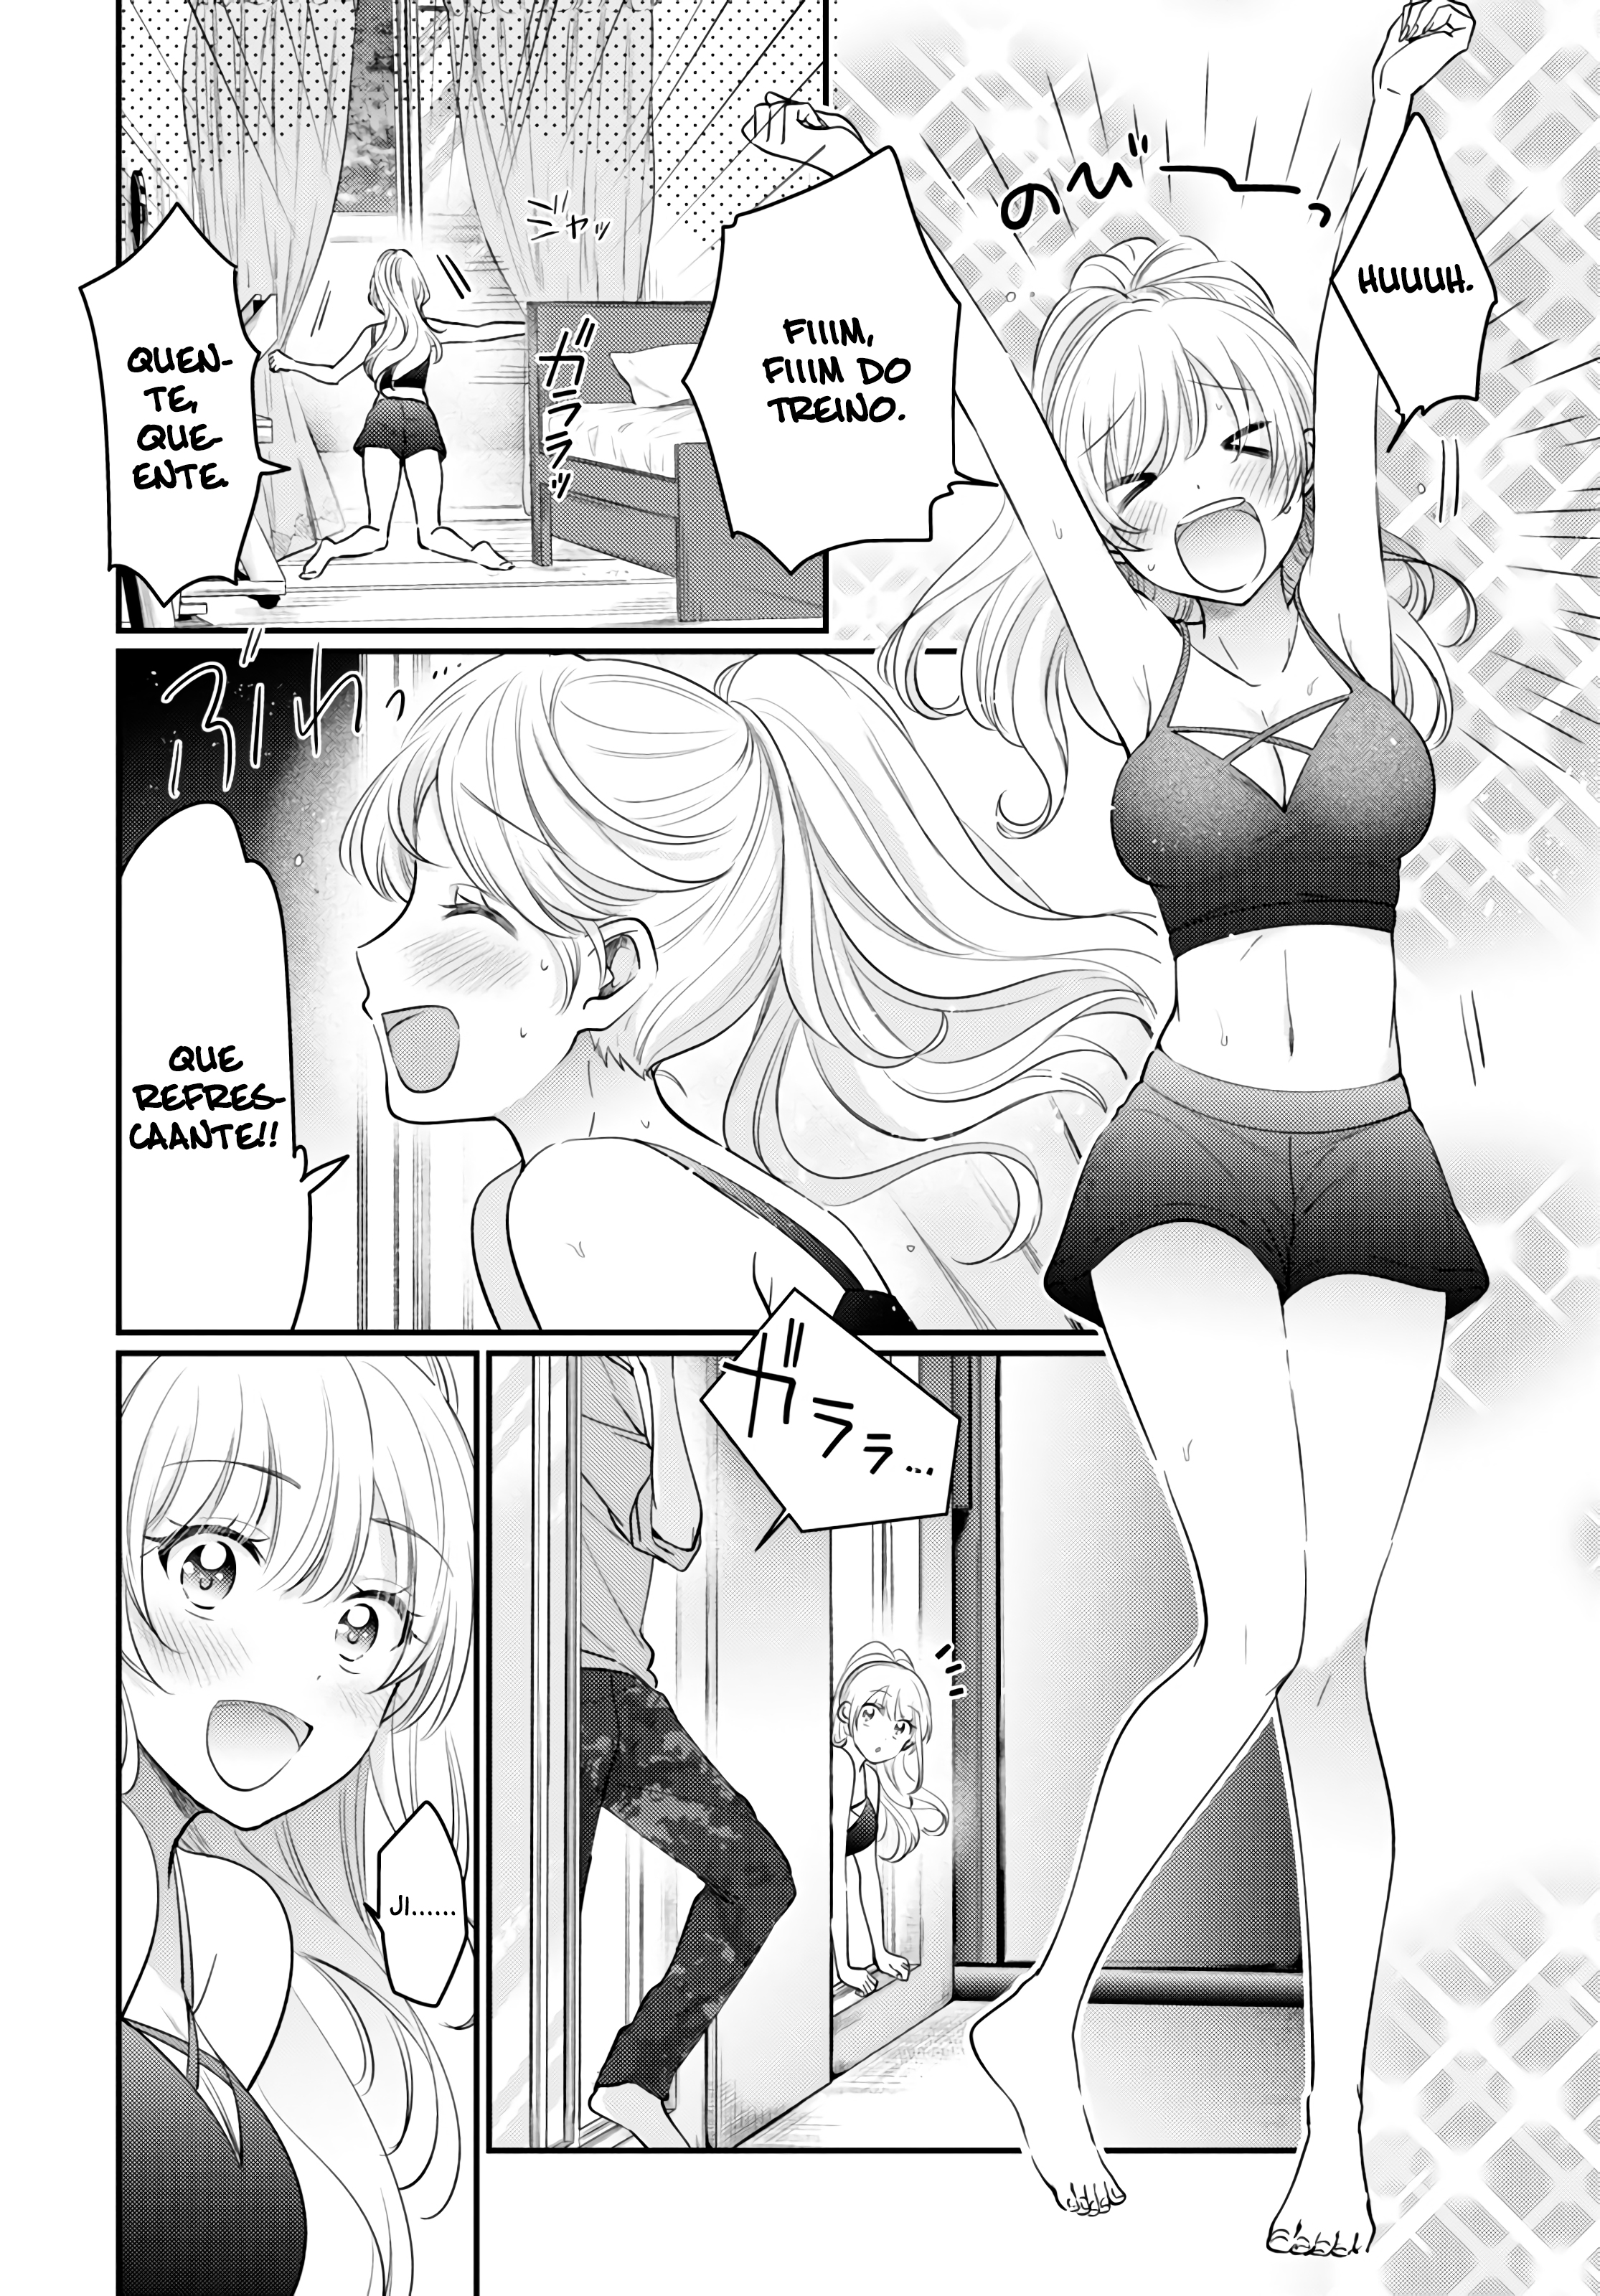 HUUUH.
のびーーっ
FIIIM,
FIIIM DO
TREINO.
ジャッ
ガララッ
QUEN-
TE,
QUE-
ENTE.
ふわっ…
QUE
REFRES-
CAANTE!!
ガララ…
JI......